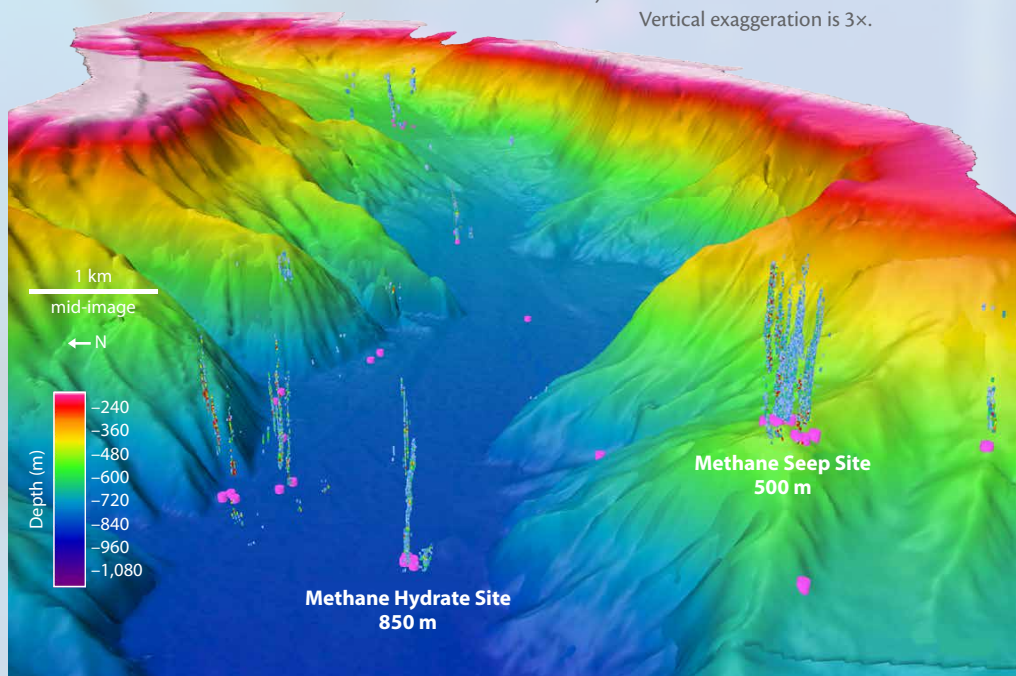 Vertical exaggeration is 3×.
1 km
mid-image
←N
Depth (m)
–240
–360
–480
–600
–720
–840
–960
–1,080
Methane Seep Site
500 m
Methane Hydrate Site
850 m